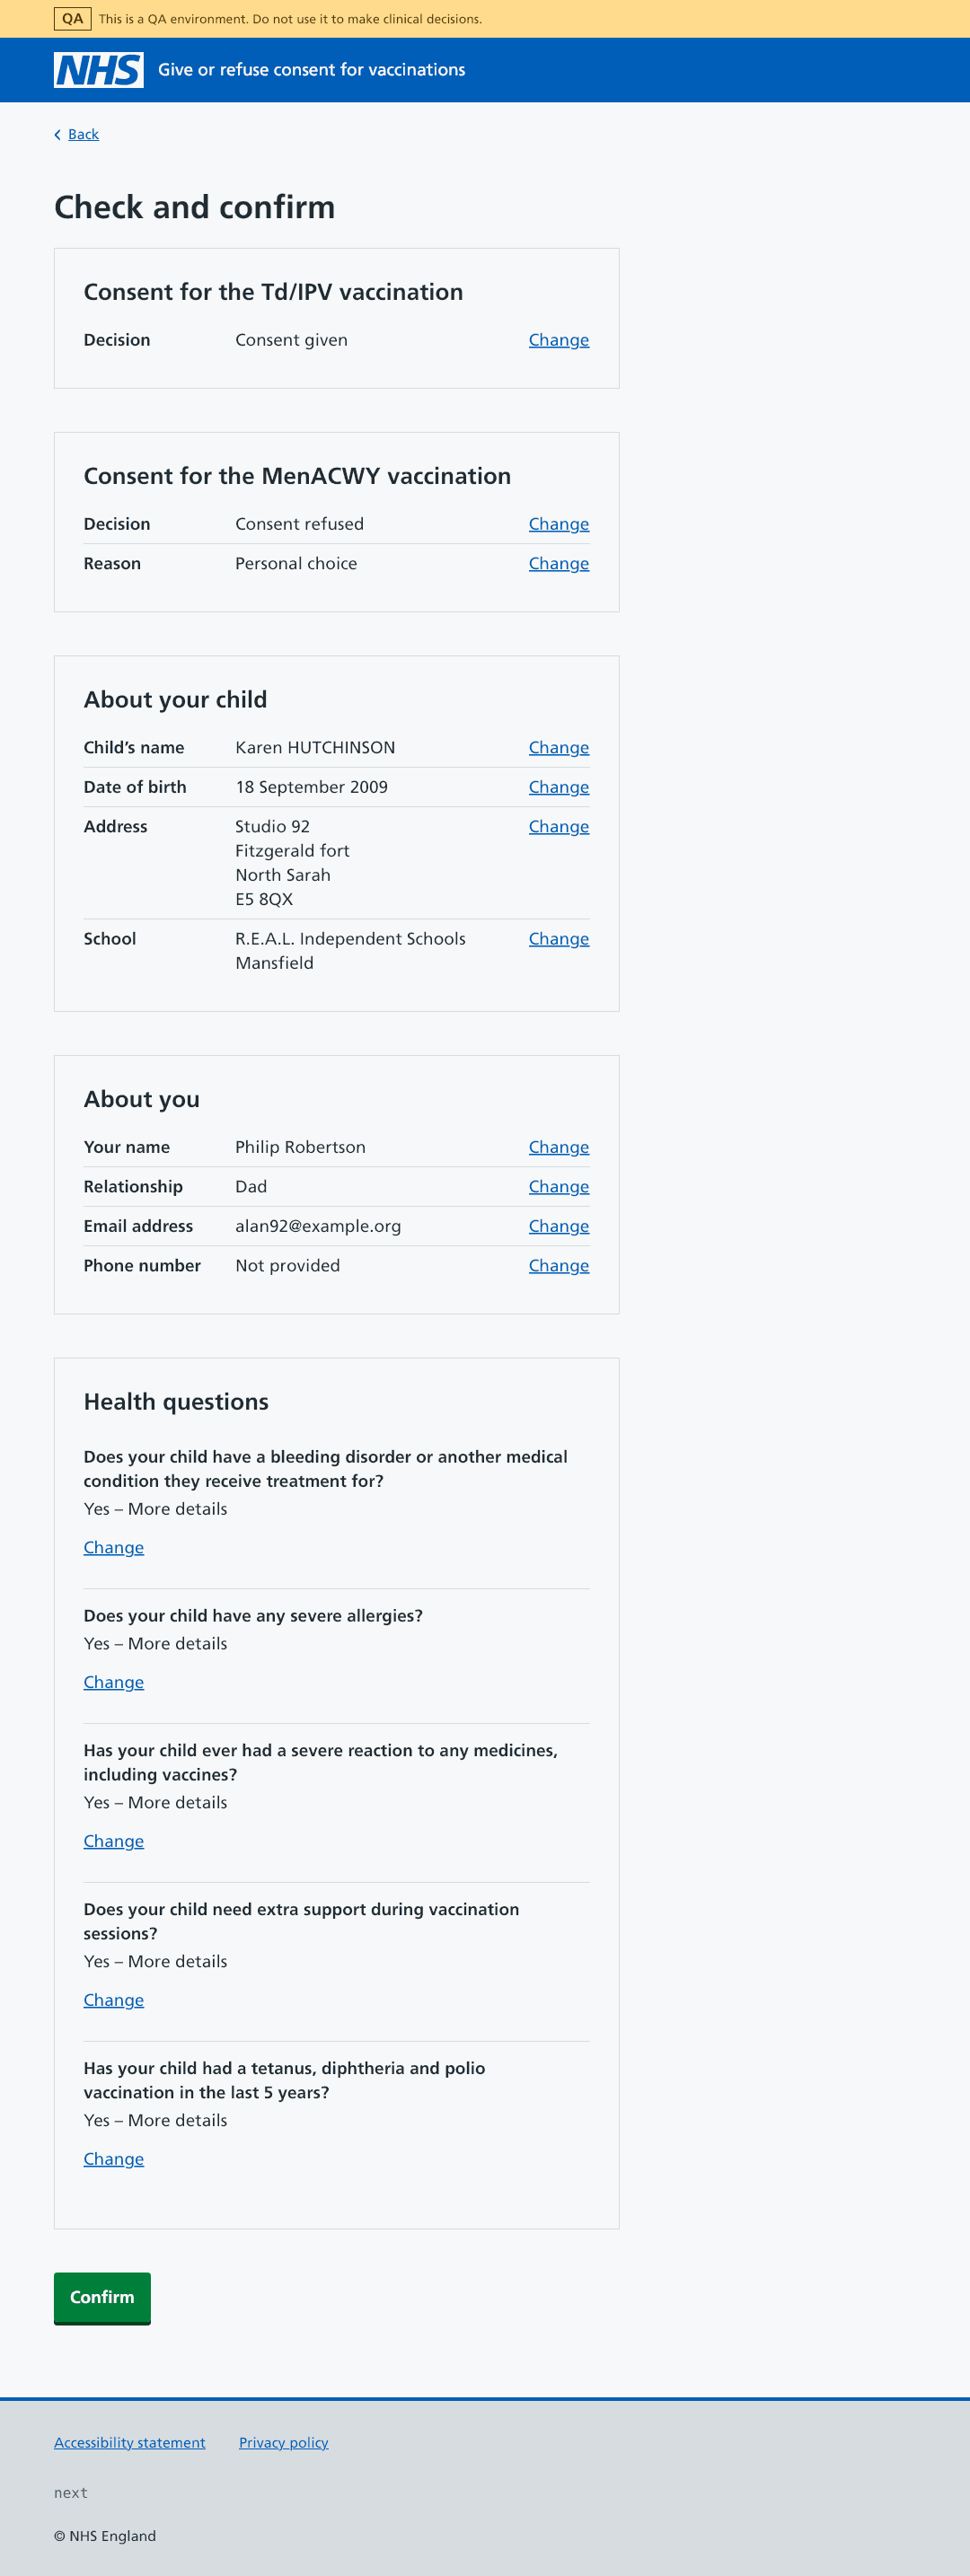 QA This is a QA environment. Do not use it to make clinical decisions.
NHS Give or refuse consent for vaccinations
Back
Check and confirm
Consent for the Td/IPV vaccination
Decision Consent given Change
Consent for the MenACWY vaccination
Decision Consent refused Change
Reason Personal choice Change
About your child
Child’s name Karen HUTCHINSON Change
Date of birth 18 September 2009 Change
Address Studio 92 Change
Fitzgerald fort
North Sarah
E5 8QX
School R.E.A.L. Independent Schools Change
Mansfield
About you
Your name Philip Robertson Change
Relationship Dad Change
Email address alan92@example.org Change
Phone number Not provided Change
Health questions
Does your child have a bleeding disorder or another medical
condition they receive treatment for?
Yes – More details
Change
Does your child have any severe allergies?
Yes – More details
Change
Has your child ever had a severe reaction to any medicines,
including vaccines?
Yes – More details
Change
Does your child need extra support during vaccination
sessions?
Yes – More details
Change
Has your child had a tetanus, diphtheria and polio
vaccination in the last 5 years?
Yes – More details
Change
Confirm
Accessibility statement Privacy policy
next
© NHS England